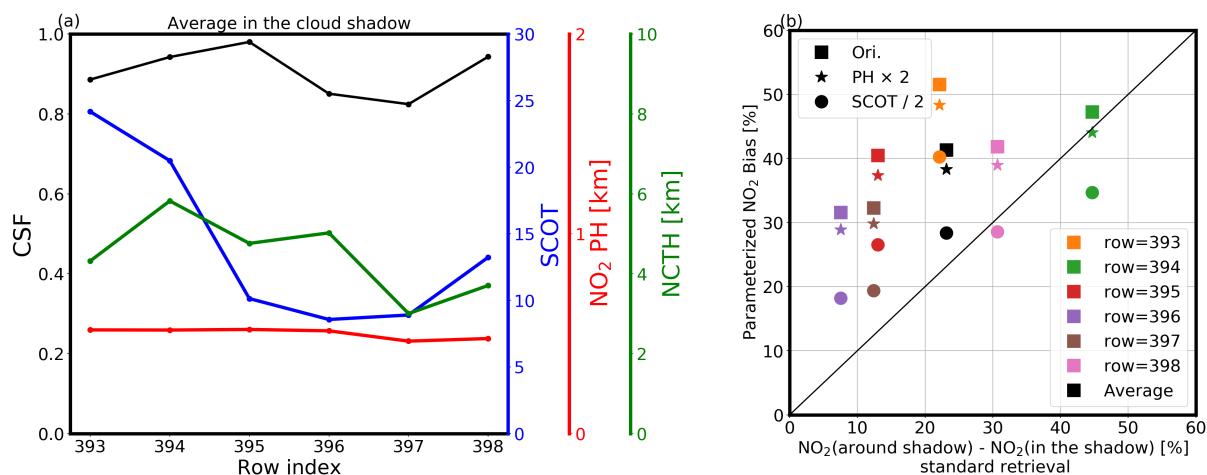 (a)
Average in the cloud shadow
CSF
1.0
0.8
0.6
0.4
0.2
0.0
393 394 395 396 397 398
Row index
30
25
20
15
10
5
0
SCOT
2
1
0
NO₂ PH [km]
10
8
6
4
2
0
NCTH [km]
(b)
Parameterized NO₂ Bias [%]
60
50
40
30
20
10
0
Ori.
PH × 2
SCOT / 2
row=393
row=394
row=395
row=396
row=397
row=398
Average
0 10 20 30 40 50 60
NO₂(around shadow) - NO₂(in the shadow) [%]
standard retrieval